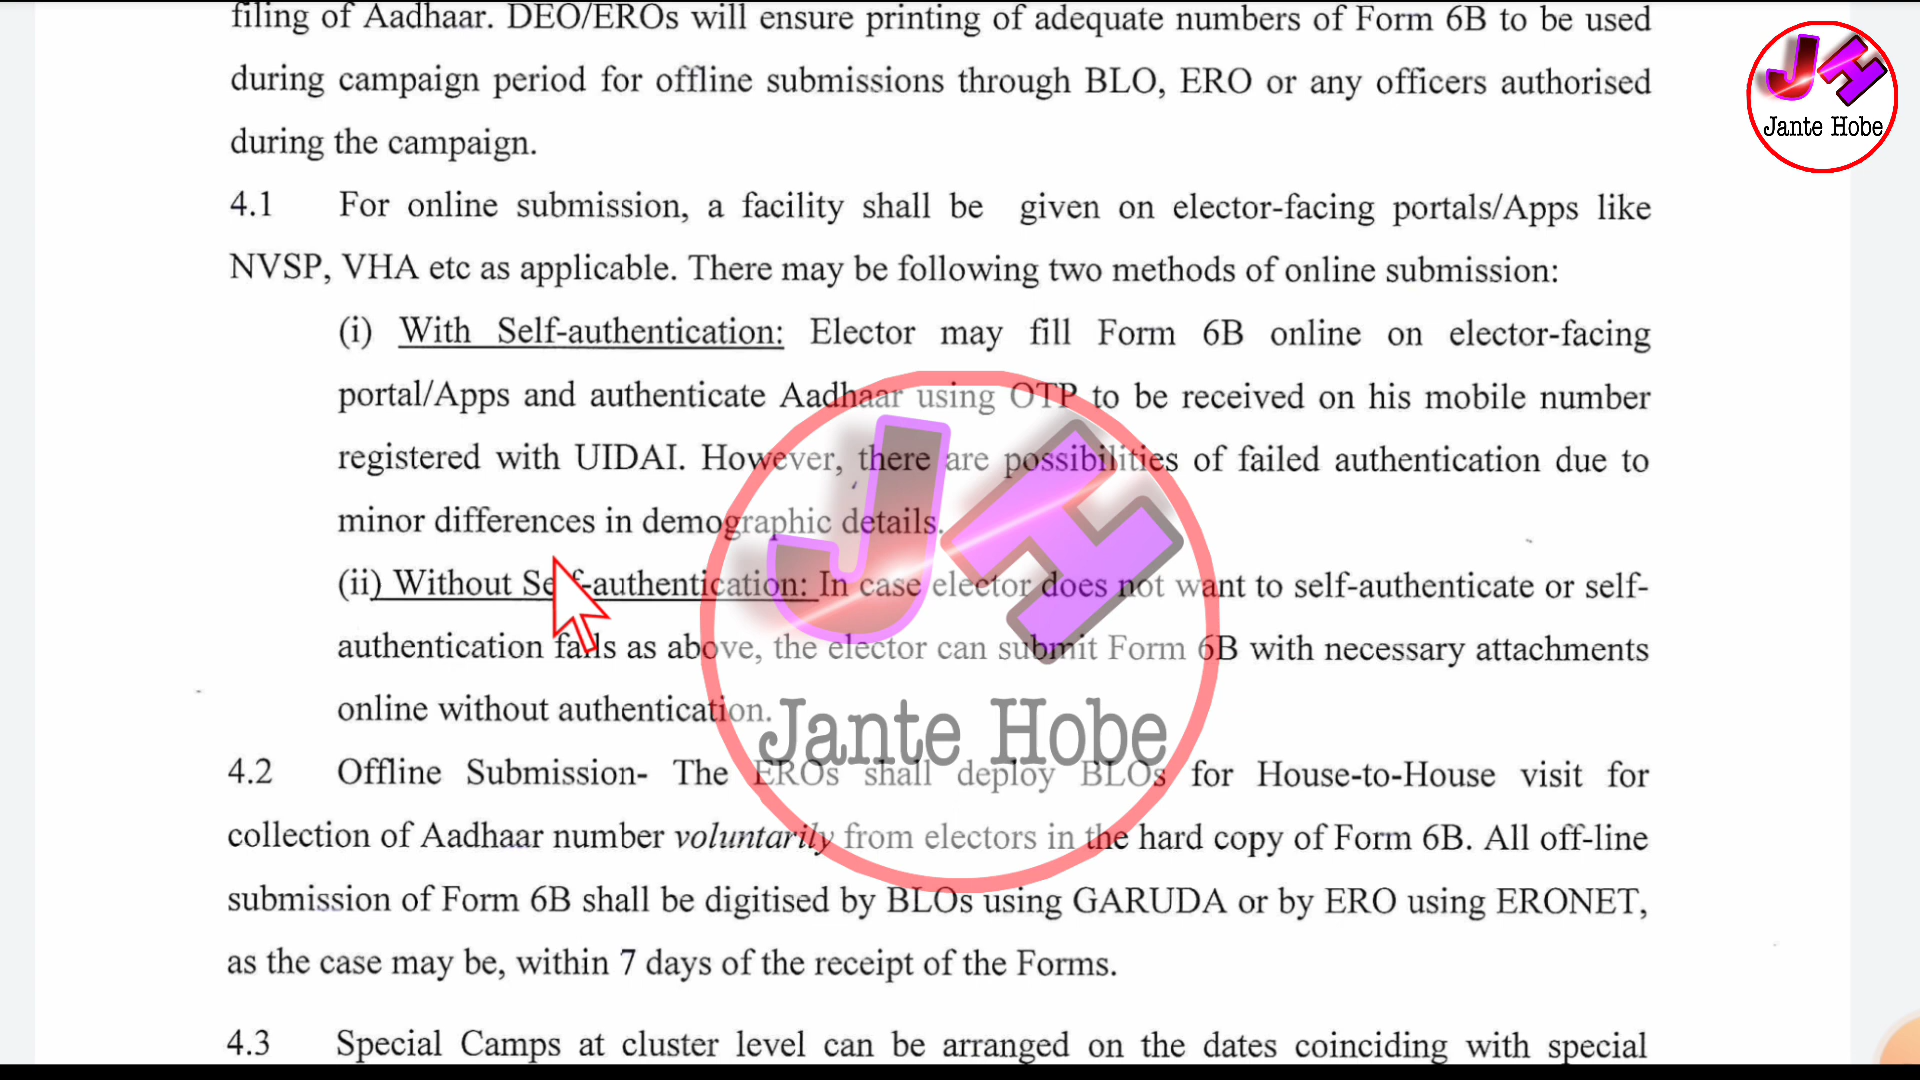 filing of Aadhaar. DEO/EROs will ensure printing of adequate numbers of Form 6B to be used
during campaign period for offline submissions through BLO, ERO or any officers authorised
during the campaign.
4.1 For online submission, a facility shall be given on elector-facing portals/Apps like
NVSP, VHA etc as applicable. There may be following two methods of online submission:
(i) With Self-authentication: Elector may fill Form 6B online on elector-facing
portal/Apps and authenticate Aadhaar using OTP to be received on his mobile number
registered with UIDAI. However, there are possibilities of failed authentication due to
minor differences in demographic details.
(ii) Without Self-authentication: In case elector does not want to self-authenticate or self-
authentication fails as above, the elector can submit Form 6B with necessary attachments
online without authentication.
4.2 Offline Submission- The EROs shall deploy BLOs for House-to-House visit for
collection of Aadhaar number voluntarily from electors in the hard copy of Form 6B. All off-line
submission of Form 6B shall be digitised by BLOs using GARUDA or by ERO using ERONET,
as the case may be, within 7 days of the receipt of the Forms.
4.3 Special Camps at cluster level can be arranged on the dates coinciding with special
JH
Jante Hobe
JH
Jante Hobe